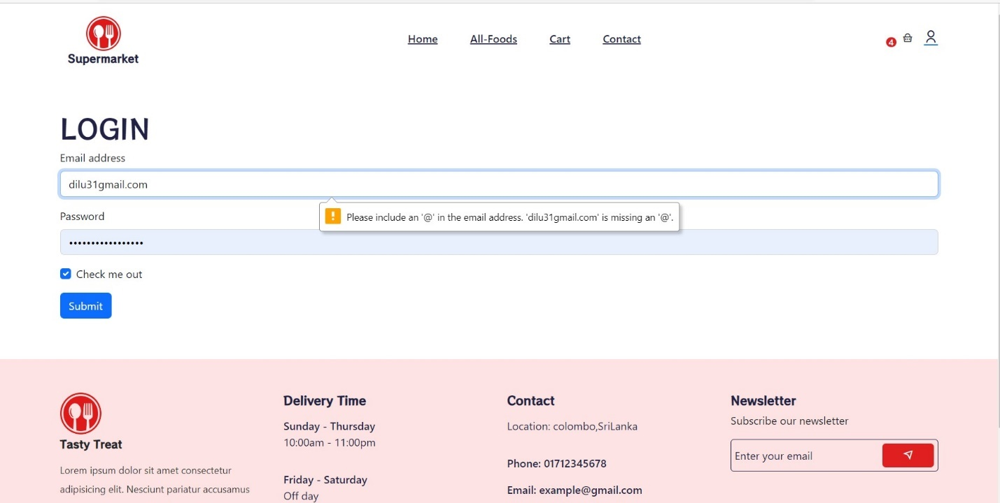 Supermarket
Home All-Foods Cart Contact
4
LOGIN
Email address
dilu31gmail.com
Please include an '@' in the email address. 'dilu31gmail.com' is missing an '@'.
Password
•••••••••••••••••
Check me out
Submit
Tasty Treat
Lorem ipsum dolor sit amet consectetur
adipisicing elit. Nesciunt pariatur accusamus
Delivery Time
Sunday - Thursday
10:00am - 11:00pm
Friday - Saturday
Off day
Contact
Location: colombo,SriLanka
Phone: 01712345678
Email: example@gmail.com
Newsletter
Subscribe our newsletter
Enter your email